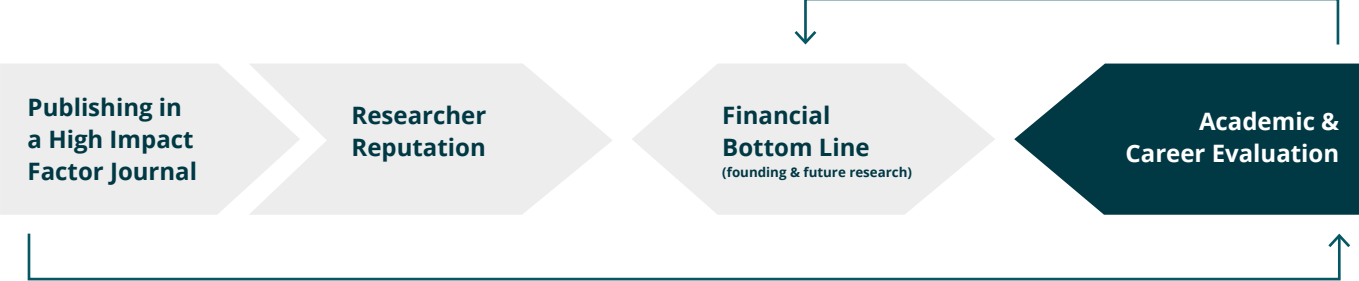 Publishing in
a High Impact
Factor Journal
Researcher
Reputation
Financial
Bottom Line
(founding & future research)
Academic &
Career Evaluation